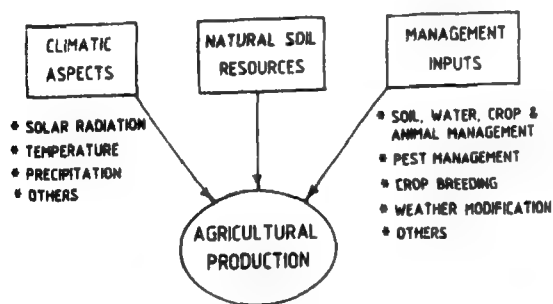 CLIMATIC
ASPECTS
NATURAL SOIL
RESOURCES
MANAGEMENT
INPUTS
* SOLAR RADIATION
* TEMPERATURE
* PRECIPITATION
* OTHERS
* SOIL, WATER, CROP &
ANIMAL MANAGEMENT
* PEST MANAGEMENT
* CROP BREEDING
* WEATHER MODIFICATION
* OTHERS
AGRICULTURAL
PRODUCTION